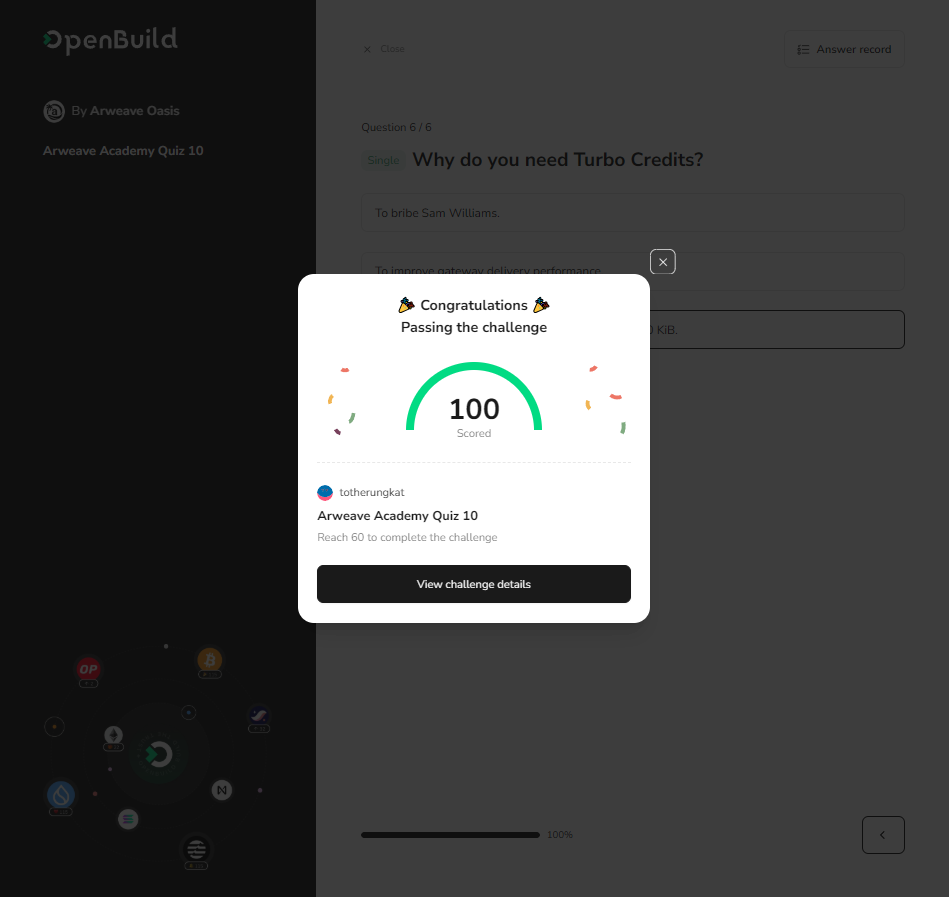 OpenBuild
By Arweave Oasis
Arweave Academy Quiz 10
Close
Answer record
Question 6 / 6
Single Why do you need Turbo Credits?
To bribe Sam Williams.
To improve gateway delivery performance.
KiB.
Congratulations
Passing the challenge
100
Scored
totherungkat
Arweave Academy Quiz 10
Reach 60 to complete the challenge
View challenge details
OP
100%